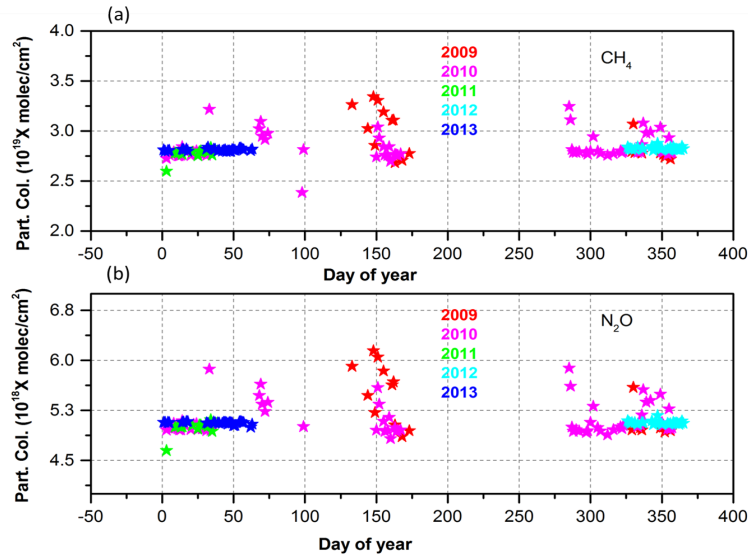 (a)
4.0
3.5
3.0
2.5
2.0
Part. Col. (10¹⁹X molec/cm²)
2009
2010
2011
2012
2013
CH₄
-50 0 50 100 150 200 250 300 350 400
Day of year
(b)
6.8
6.0
5.3
4.5
Part. Col. (10¹⁸X molec/cm²)
2009
2010
2011
2012
2013
N₂O
-50 0 50 100 150 200 250 300 350 400
Day of year